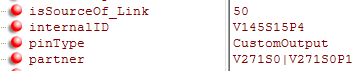 isSourceOf_Link 50
internalID V145S15P4
pinType CustomOutput
partner V271S0|V271S0P1